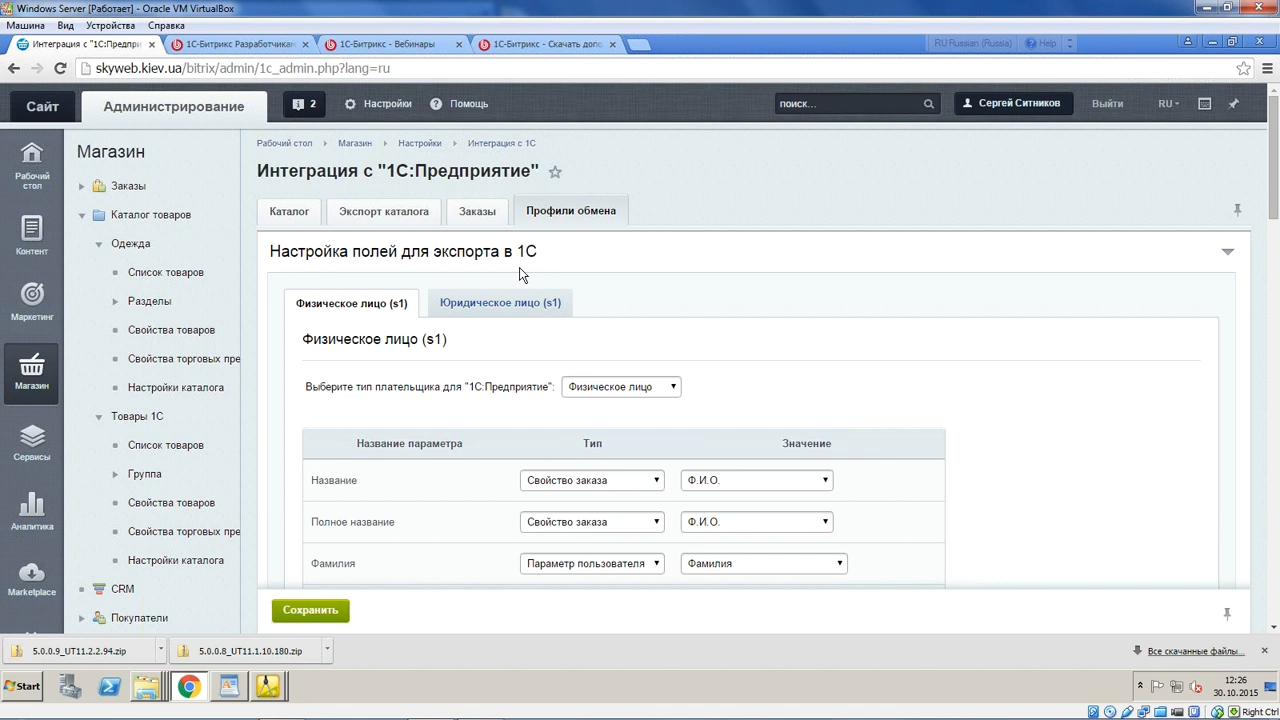 Windows Server [Работает] - Oracle VM VirtualBox
Машина Вид Устройства Справка
Интеграция с "1С:Предпри
1С-Битрикс Разработчикам
1С-Битрикс - Вебинары
1С-Битрикс - Скачать допо
RU Russian (Russia)
Help
skyweb.kiev.ua/bitrix/admin/1c_admin.php?lang=ru
Сайт
Администрирование
2
Настройки
Помощь
поиск...
Сергей Ситников
Выйти
RU
Рабочий стол
Контент
Маркетинг
Магазин
Сервисы
Аналитика
Marketplace
Магазин
Заказы
Каталог товаров
Одежда
Список товаров
Разделы
Свойства товаров
Свойства торговых пре
Настройки каталога
Товары 1С
Список товаров
Группа
Свойства товаров
Свойства торговых пре
Настройки каталога
CRM
Покупатели
Рабочий стол Магазин Настройки Интеграция с 1С
Интеграция с "1С:Предприятие"
Каталог Экспорт каталога Заказы Профили обмена
Настройка полей для экспорта в 1С
Физическое лицо (s1) Юридическое лицо (s1)
Физическое лицо (s1)
Выберите тип плательщика для "1С:Предприятие": Физическое лицо
Название параметра Тип Значение
Название Свойство заказа Ф.И.О.
Полное название Свойство заказа Ф.И.О.
Фамилия Параметр пользователя Фамилия
Сохранить
5.0.0.9_UT11.2.2.94.zip
5.0.0.8_UT11.1.10.180.zip
Все скачанные файлы...
Start
12:26
30.10.2015
Right Ctrl